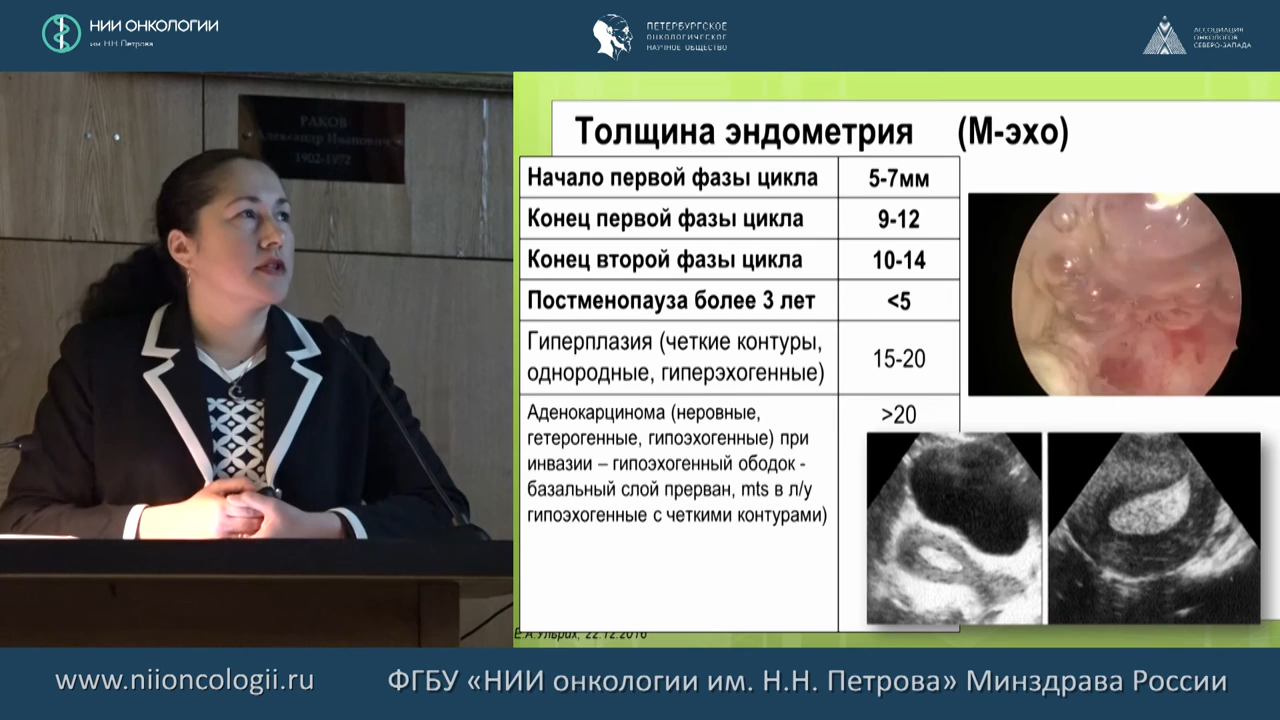 НИИ ОНКОЛОГИИ
им. Н.Н. Петрова
ПЕТЕРБУРГСКОЕ
ОНКОЛОГИЧЕСКОЕ
НАУЧНОЕ ОБЩЕСТВО
АССОЦИАЦИЯ
ОНКОЛОГОВ
СЕВЕРО-ЗАПАДА
РАКОВ
Александр Иванович
1902-1972
Толщина эндометрия (М-эхо)
Начало первой фазы цикла 5-7мм
Конец первой фазы цикла 9-12
Конец второй фазы цикла 10-14
Постменопауза более 3 лет <5
Гиперплазия (четкие контуры,
однородные, гиперэхогенные) 15-20
Аденокарцинома (неровные, >20
гетерогенные, гипоэхогенные) при
инвазии – гипоэхогенный ободок -
базальный слой прерван, mts в л/у
гипоэхогенные с четкими контурами)
Е.А.Ульрих, 22.12.2016
www.niioncologii.ru
ФГБУ «НИИ онкологии им. Н.Н. Петрова» Минздрава России